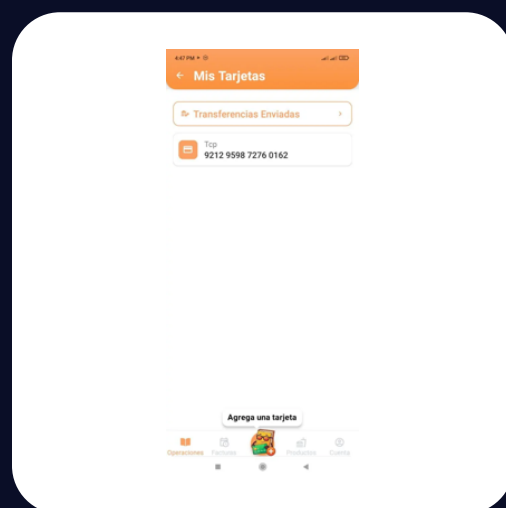 4:47 PM
Mis Tarjetas
Transferencias Enviadas
Tcp
9212 9598 7276 0162
Agrega una tarjeta
Operaciones Facturas Productos Cuenta